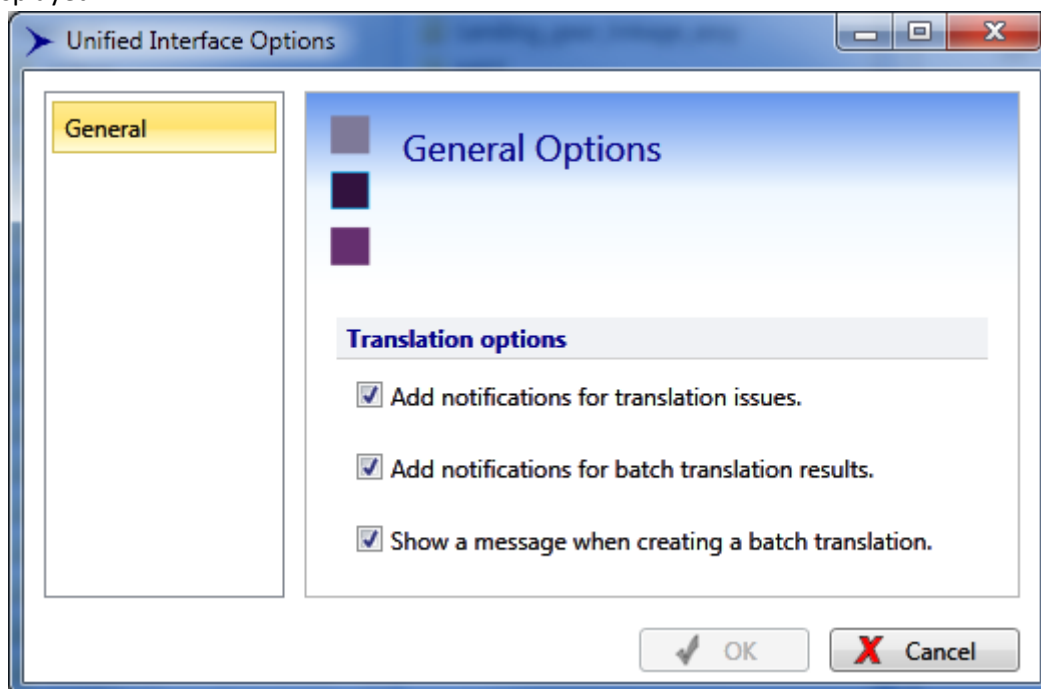 Unified Interface Options
General
General Options
Translation options
Add notifications for translation issues.
Add notifications for batch translation results.
Show a message when creating a batch translation.
OK
Cancel